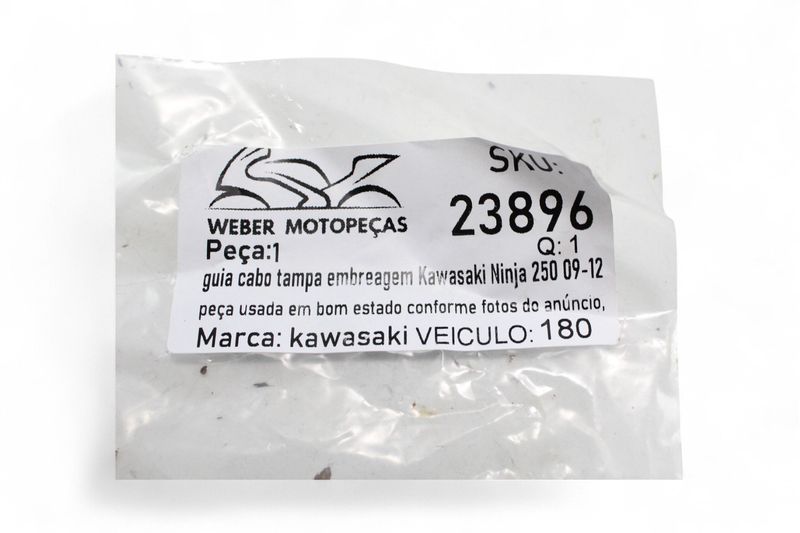 SKU:
WEBER MOTOPEÇAS
23896
Peça:1
Q: 1
guia cabo tampa embreagem Kawasaki Ninja 250 09-12
peça usada em bom estado conforme fotos do anúncio,
Marca: kawasaki VEICULO: 180